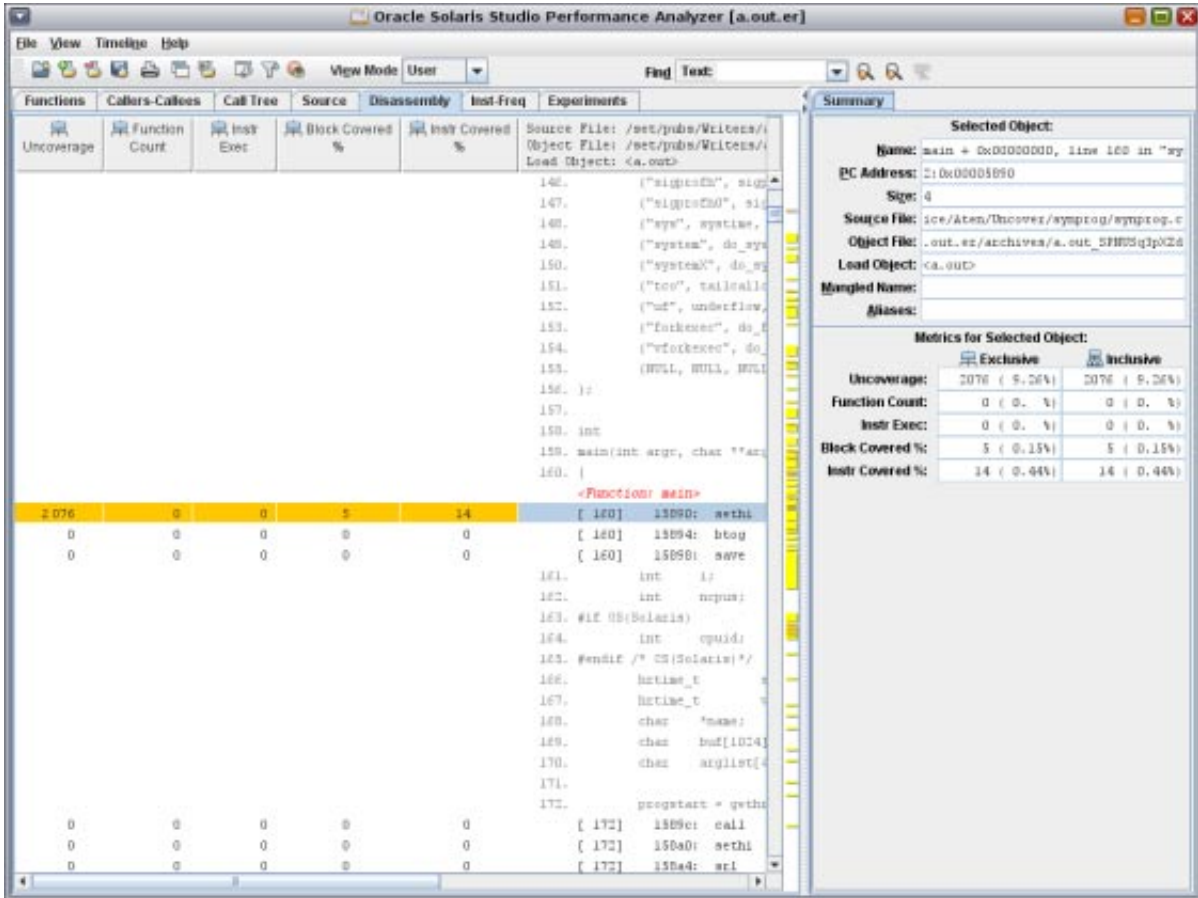 Oracle Solaris Studio Performance Analyzer [a.out.er]
File View Timeline Help
View Mode User Find Text:
Functions Callers-Callees Call Tree Source Disassembly Inst-Freq Experiments
Uncoverage Function Count Instr Exec Block Covered % Instr Covered %
Source File: /set/pubs/Writers/
Object File: /set/pubs/Writers/
Load Object: <a.out>
146. {"sigprofh", sigp
147. {"sigprofh0", sig
148. {"sys", systime,
149. {"system", do_sys
150. {"systemX", do_sy
151. {"tco", tailcallo
152. {"uf", underflow,
153. {"forkexec", do_f
154. {"vforkexec", do_
155. {NULL, NULL, NULL
156. };
157.
158. int
159. main(int argc, char **arg
160. {
<Function: main>
2 076 0 0 5 14 [ 160] 15890: sethi
0 0 0 0 0 [ 160] 15894: btog
0 0 0 0 0 [ 160] 15898: save
161. int i;
162. int ncpus;
163. #if OS(Solaris)
164. int cpuid;
165. #endif /* OS(Solaris)*/
166. hrtime_t
167. hrtime_t
168. char *name;
169. char buf[1024]
170. char arglist[4
171.
172. progstart = gethr
0 0 0 0 0 [ 172] 1589c: call
0 0 0 0 0 [ 172] 158a0: sethi
0 0 0 0 0 [ 172] 158a4: srl
Summary
Selected Object:
Name: main + 0x00000000, line 160 in "sy
PC Address: 2:0x00005890
Size: 4
Source File: ice/Aten/Uncover/synprog/synprog.c
Object File: .out.er/archives/
Load Object: <a.out>
Mangled Name:
Aliases:
Metrics for Selected Object:
Exclusive Inclusive
Uncoverage: 2076 ( 9.26%) 2076 ( 9.26%)
Function Count: 0 ( 0. %) 0 ( 0. %)
Instr Exec: 0 ( 0. %) 0 ( 0. %)
Block Covered %: 5 ( 0.15%) 5 ( 0.15%)
Instr Covered %: 14 ( 0.44%) 14 ( 0.44%)